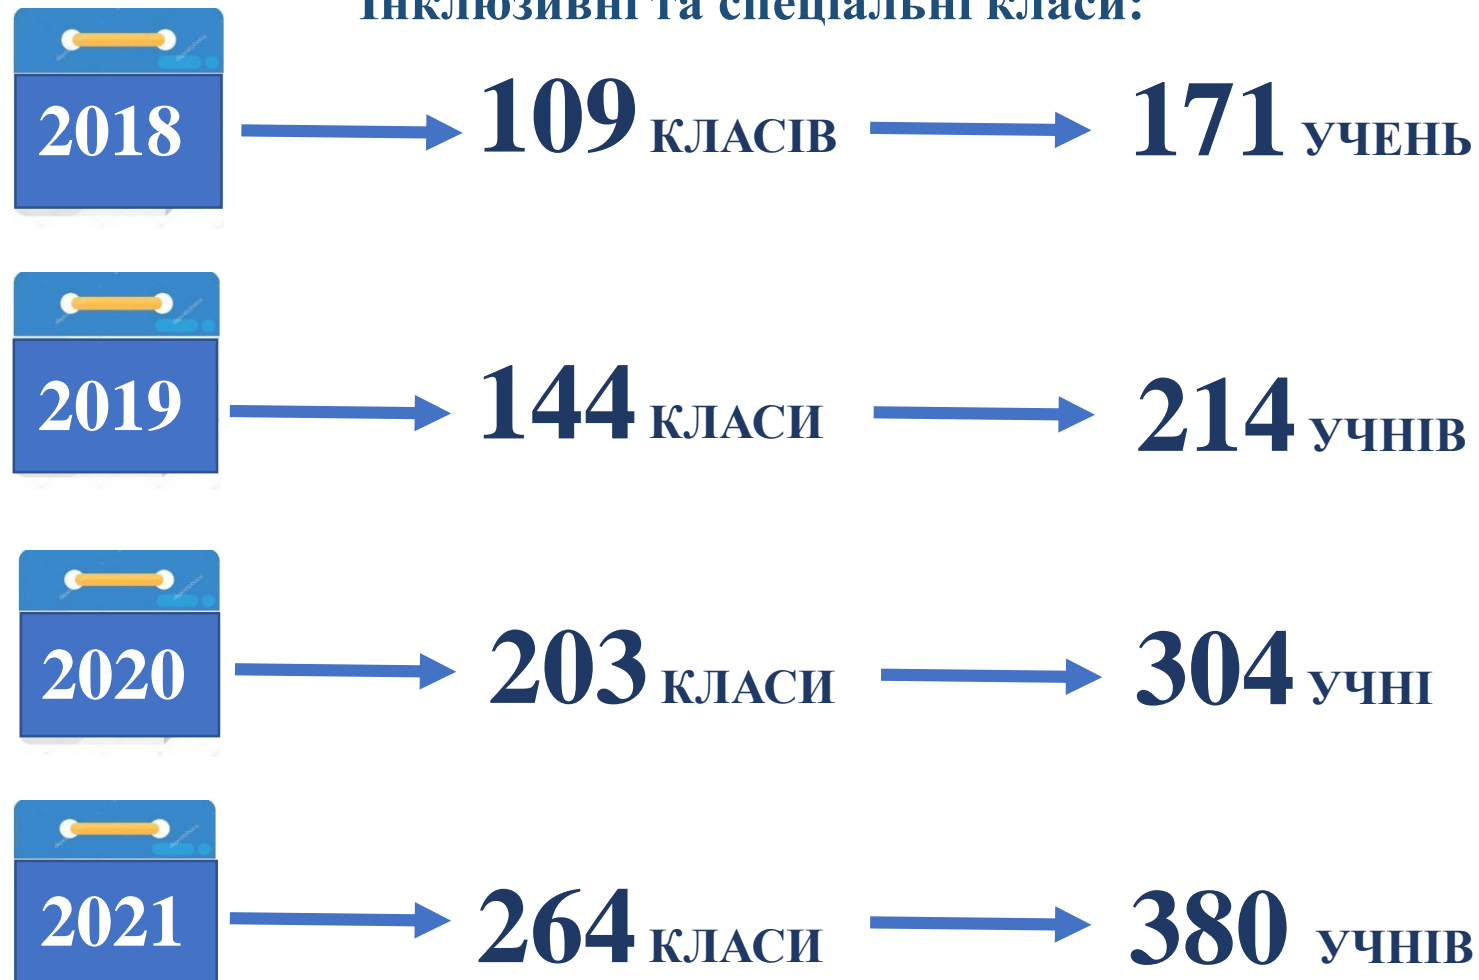 Інклюзивні та спеціальні класи:
2018 109 КЛАСІВ 171 УЧЕНЬ
2019 144 КЛАСИ 214 УЧНІВ
2020 203 КЛАСИ 304 УЧНІ
2021 264 КЛАСИ 380 УЧНІВ